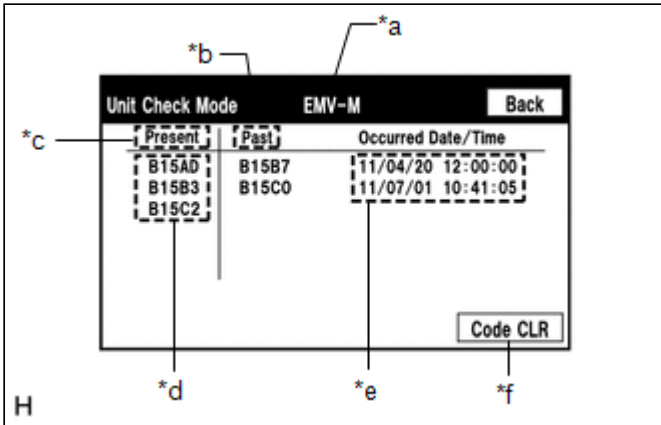 *a
*b
Unit Check Mode EMV-M Back
*c
Present Past Occurred Date/Time
B15AD B15B7 11/04/20 12:00:00
B15B3 B15C0 11/07/01 10:41:05
B15C2
Code CLR
*d *e *f
H